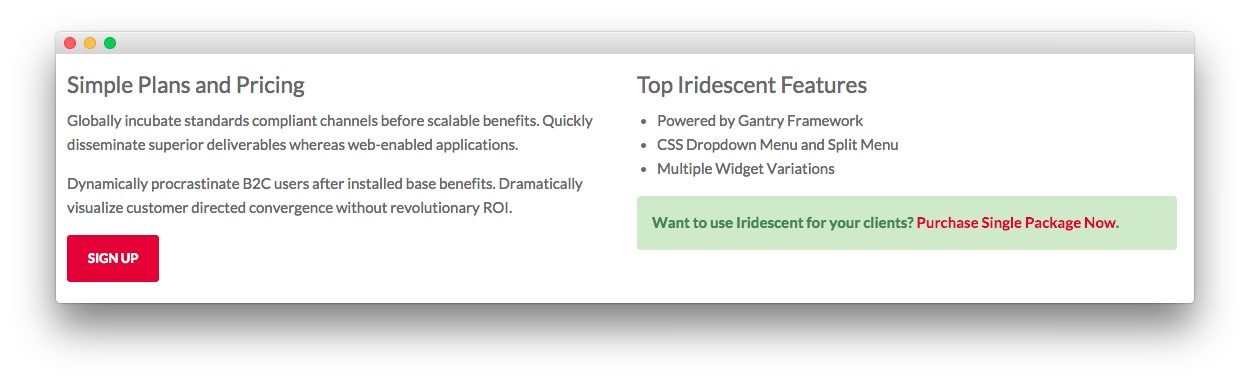 Simple Plans and Pricing
Globally incubate standards compliant channels before scalable benefits. Quickly
disseminate superior deliverables whereas web-enabled applications.
Dynamically procrastinate B2C users after installed base benefits. Dramatically
visualize customer directed convergence without revolutionary ROI.
SIGN UP
Top Iridescent Features
• Powered by Gantry Framework
• CSS Dropdown Menu and Split Menu
• Multiple Widget Variations
Want to use Iridescent for your clients? Purchase Single Package Now.